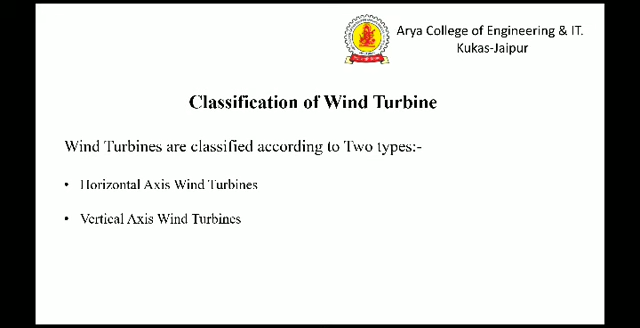 Arya College of Engineering & IT.
Kukas-Jaipur
Classification of Wind Turbine
Wind Turbines are classified according to Two types:-
• Horizontal Axis Wind Turbines
• Vertical Axis Wind Turbines